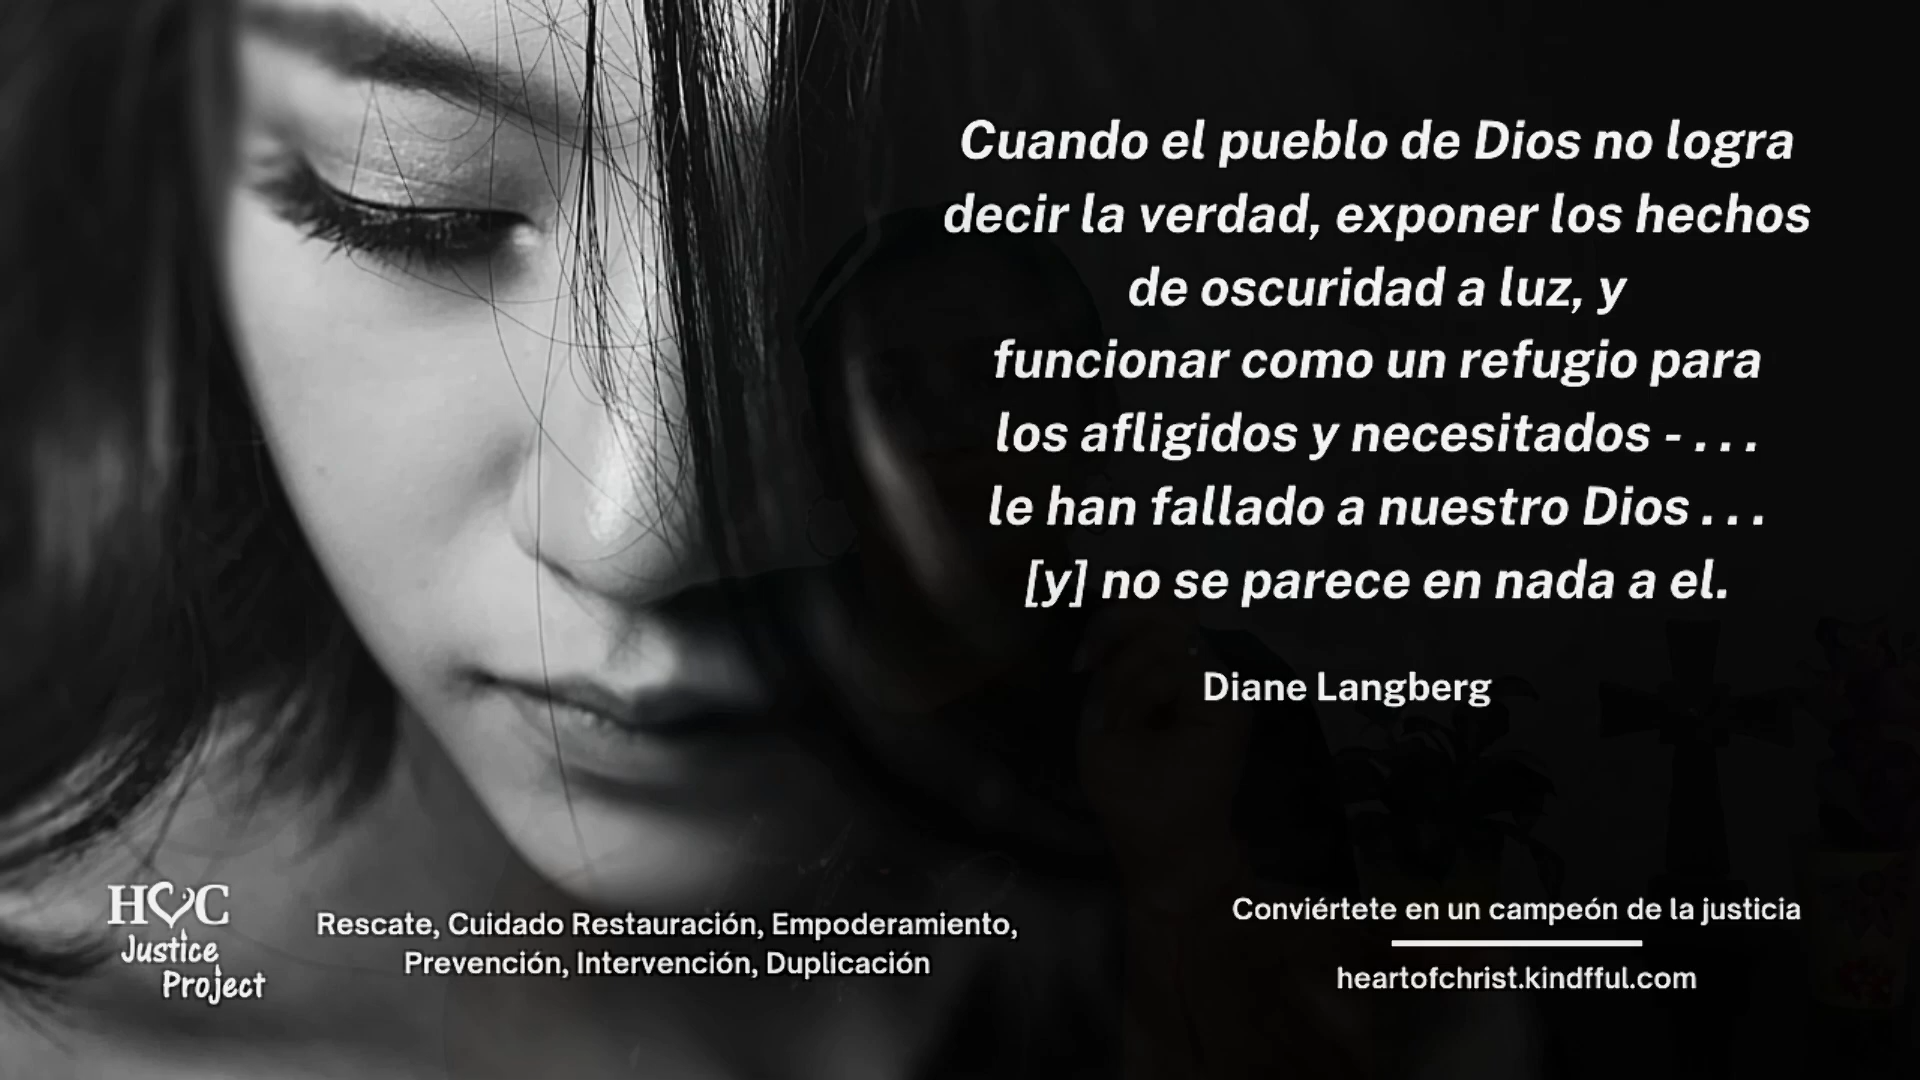 Cuando el pueblo de Dios no logra
decir la verdad, exponer los hechos
de oscuridad a luz, y
funcionar como un refugio para
los afligidos y necesitados - . . .
le han fallado a nuestro Dios . . .
[y] no se parece en nada a el.
Diane Langberg
HC
Justice
Project
Rescate, Cuidado Restauración, Empoderamiento,
Prevención, Intervención, Duplicación
Conviértete en un campeón de la justicia
heartofchrist.kindfful.com